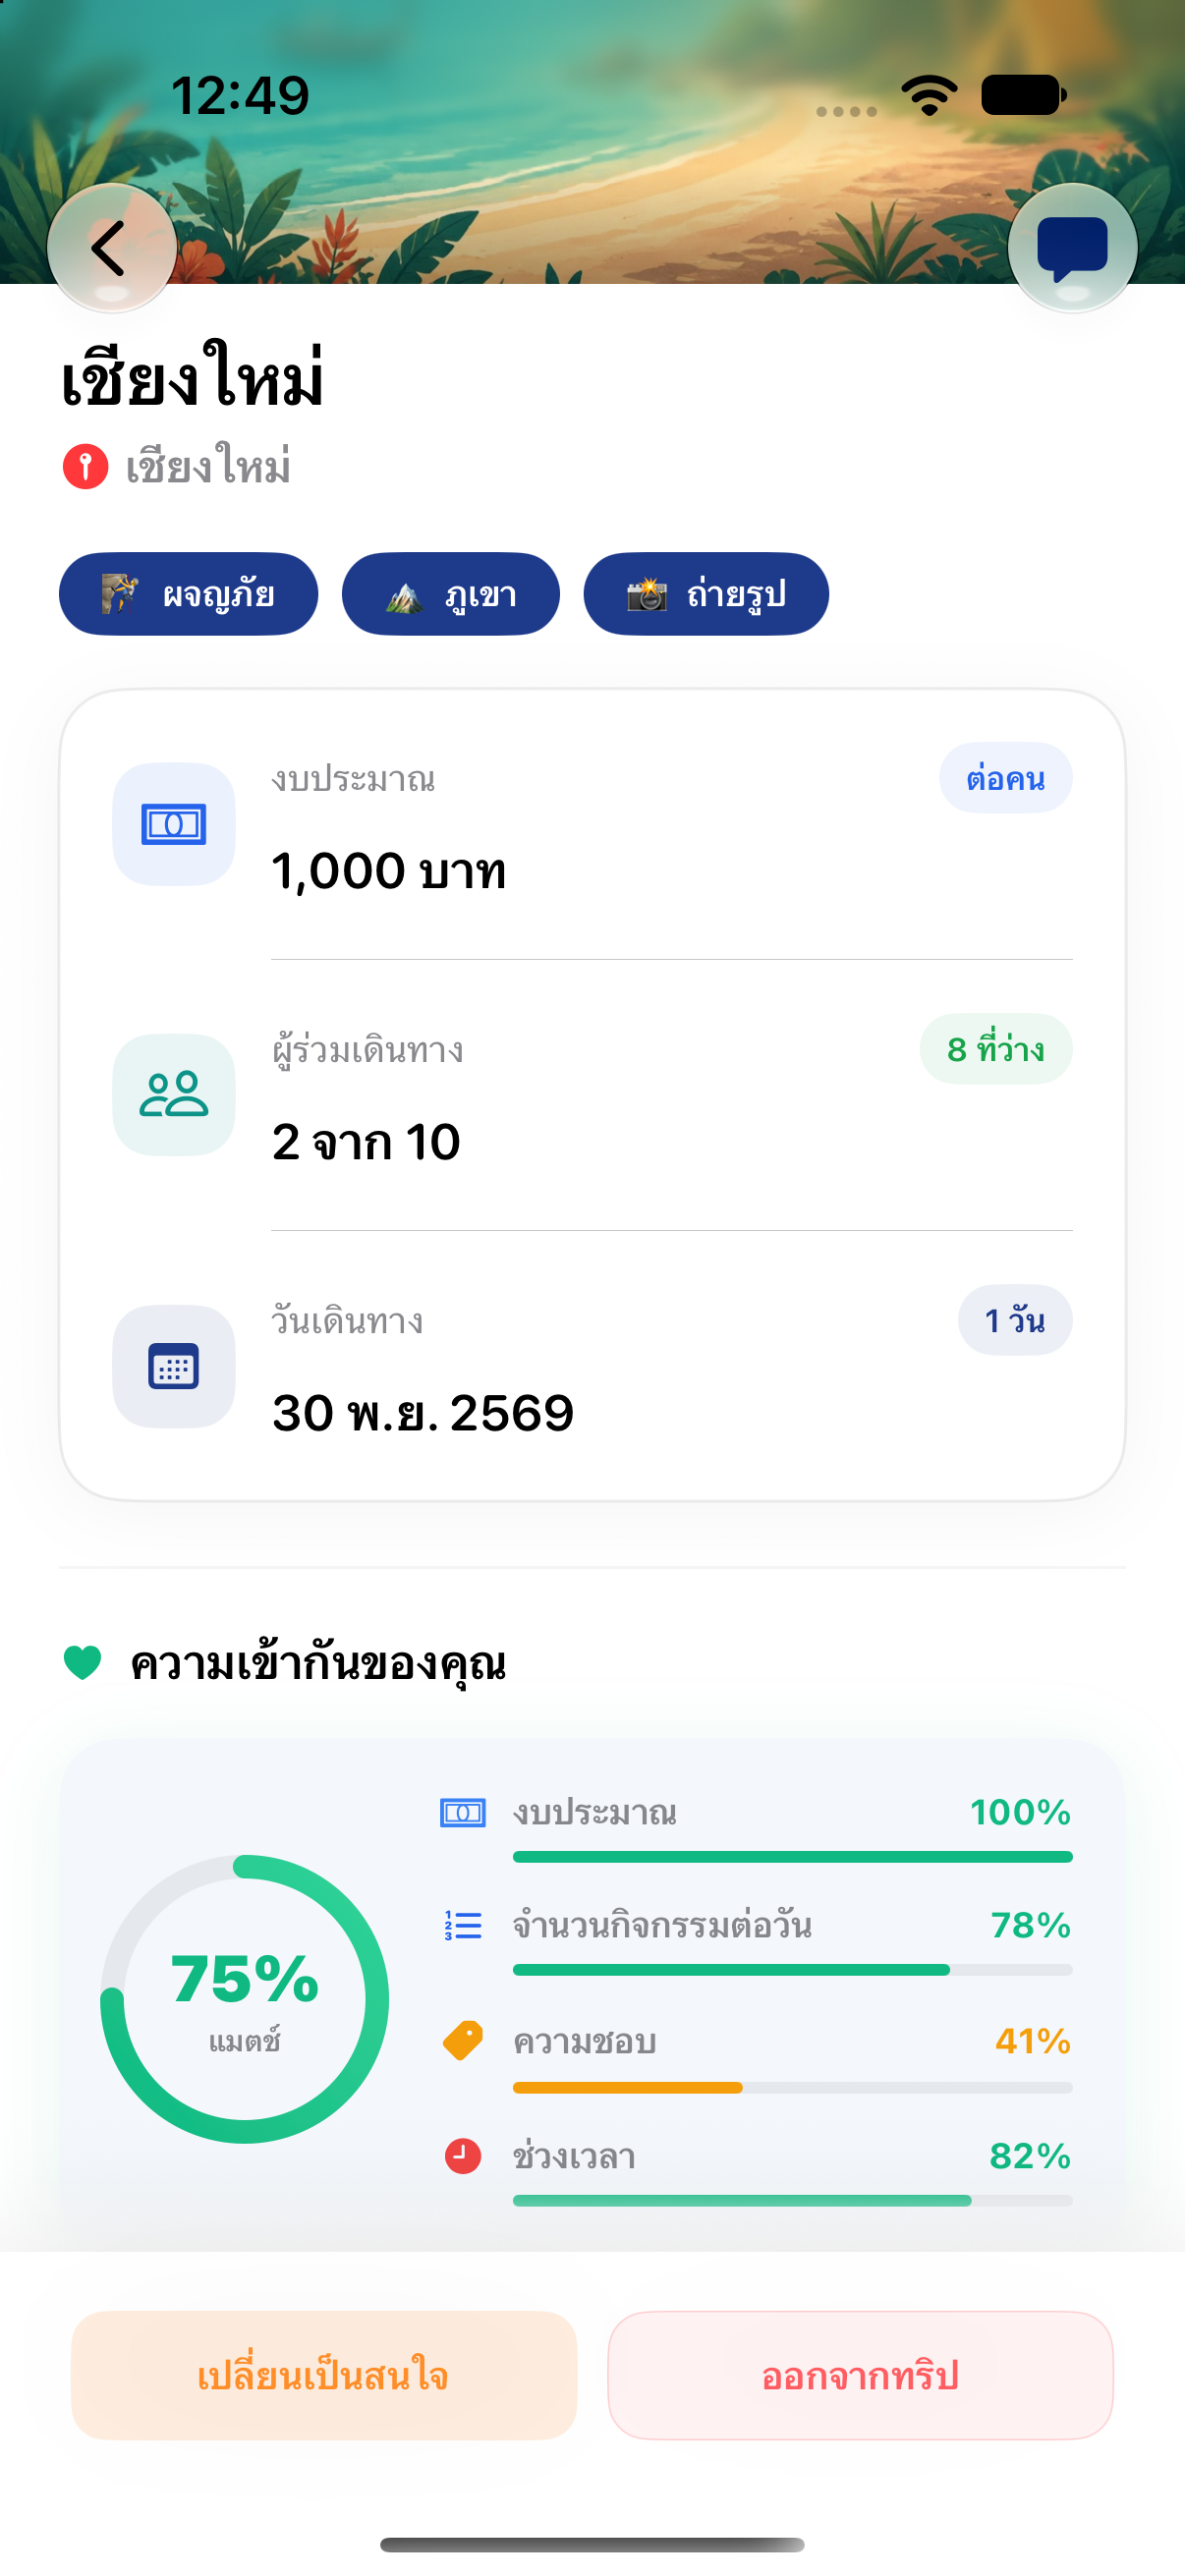 12:49
เชียงใหม่
เชียงใหม่
ผจญภัย
ภูเขา
ถ่ายรูป
งบประมาณ
ต่อคน
1,000 บาท
ผู้ร่วมเดินทาง
8 ที่ว่าง
2 จาก 10
วันเดินทาง
1 วัน
30 พ.ย. 2569
ความเข้ากันของคุณ
75%
แมตช์
งบประมาณ 100%
จำนวนกิจกรรมต่อวัน 78%
ความชอบ 41%
ช่วงเวลา 82%
เปลี่ยนเป็นสนใจ
ออกจากทริป